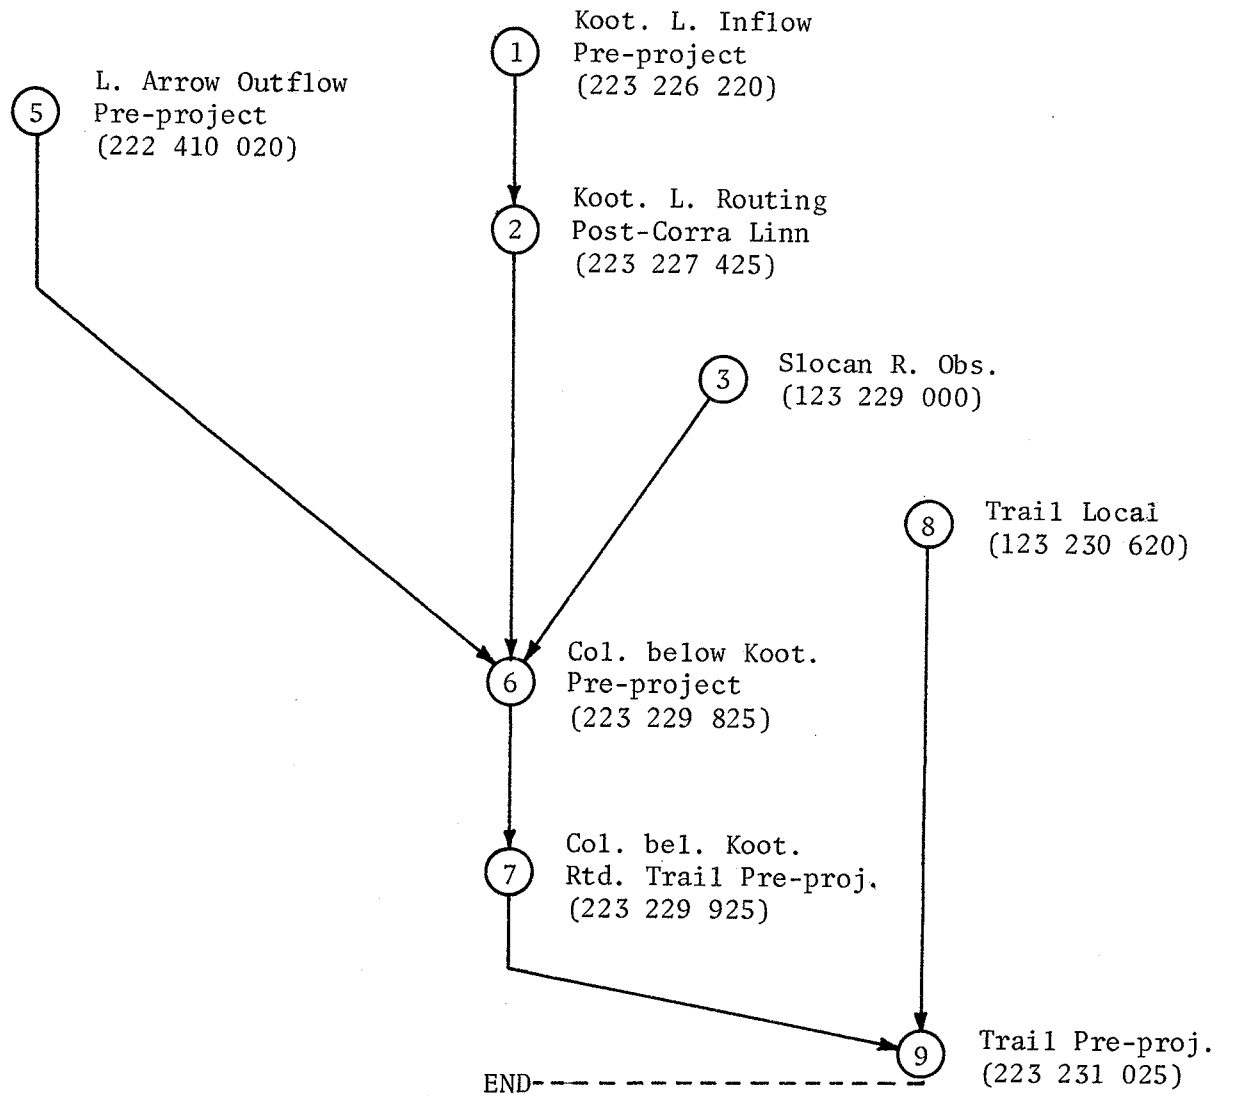 1
Koot. L. Inflow
Pre-project
(223 226 220)
5
L. Arrow Outflow
Pre-project
(222 410 020)
2
Koot. L. Routing
Post-Corra Linn
(223 227 425)
3
Slocan R. Obs.
(123 229 000)
8
Trail Local
(123 230 620)
6
Col. below Koot.
Pre-project
(223 229 825)
7
Col. bel. Koot.
Rtd. Trail Pre-proj.
(223 229 925)
9
Trail Pre-proj.
(223 231 025)
END